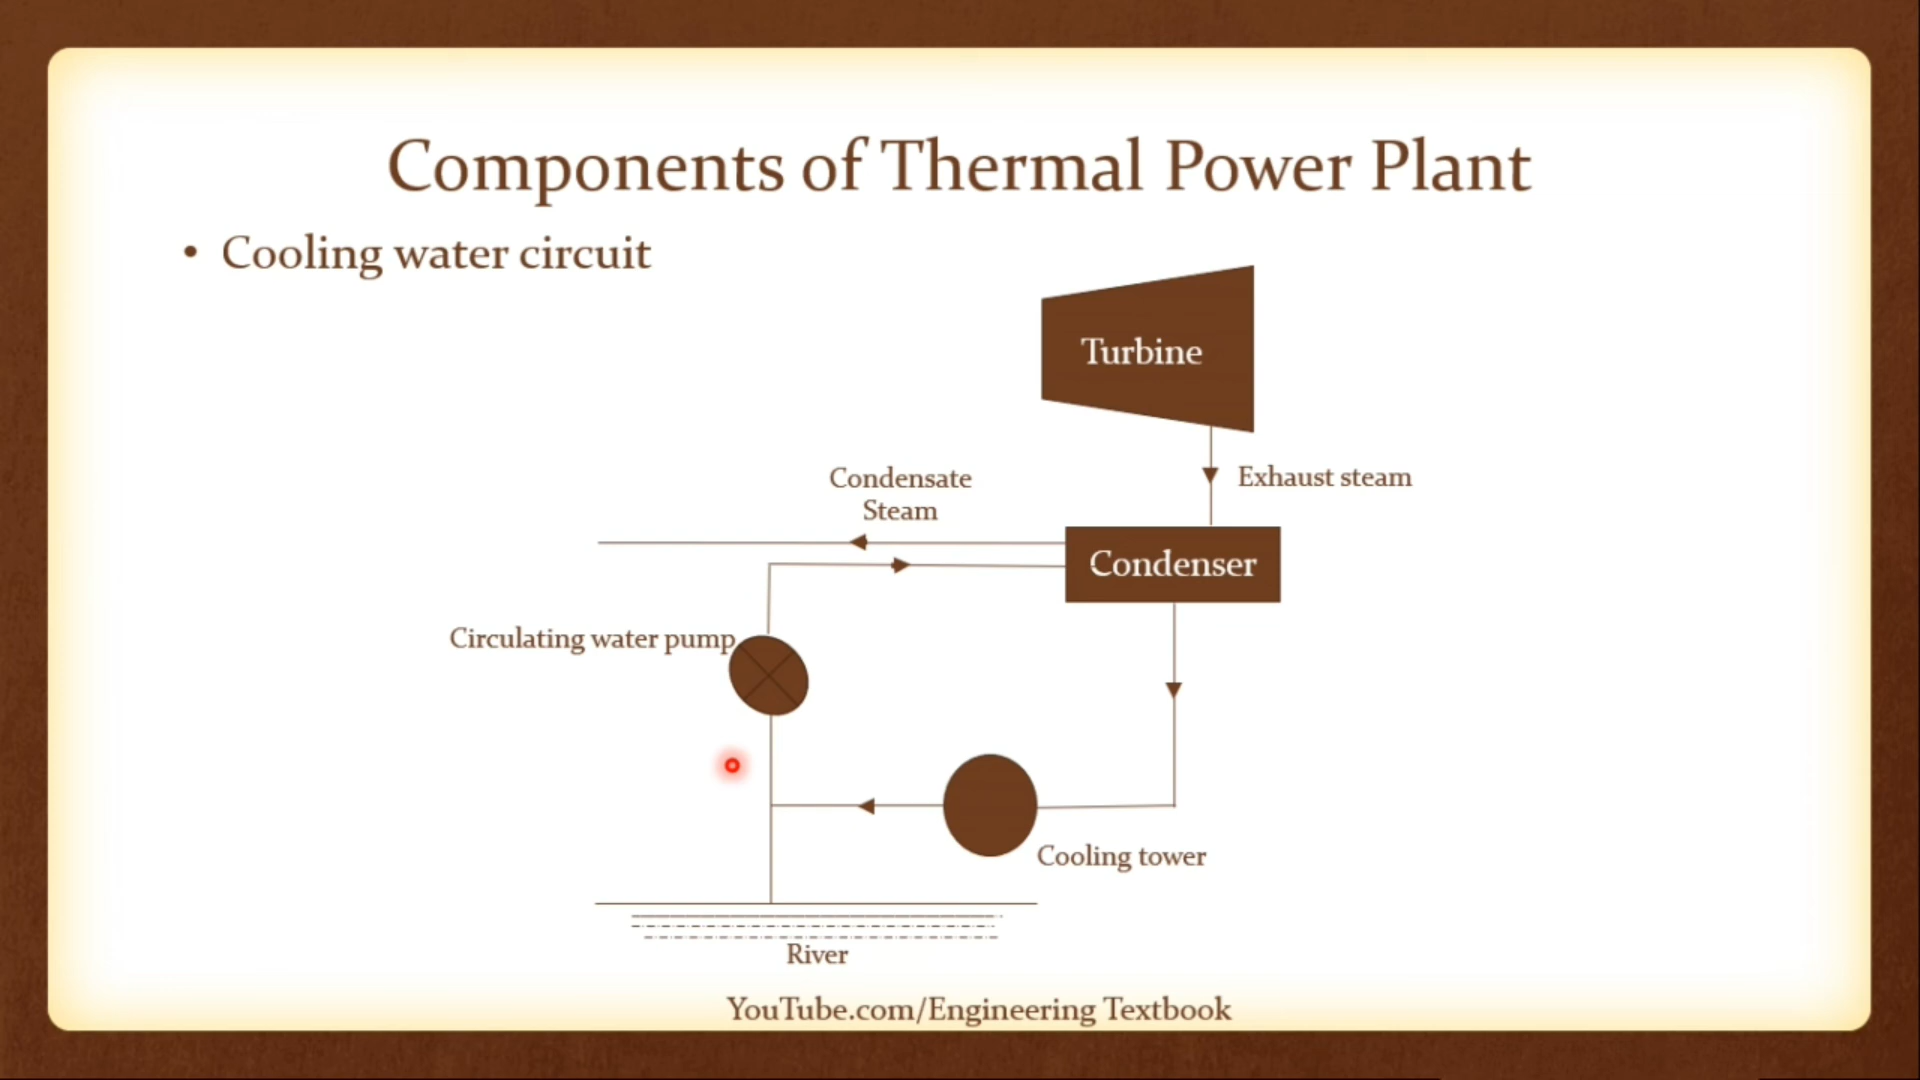 Components of Thermal Power Plant
• Cooling water circuit
Turbine
Exhaust steam
Condensate
Steam
Condenser
Circulating water pump
Cooling tower
River
YouTube.com/Engineering Textbook